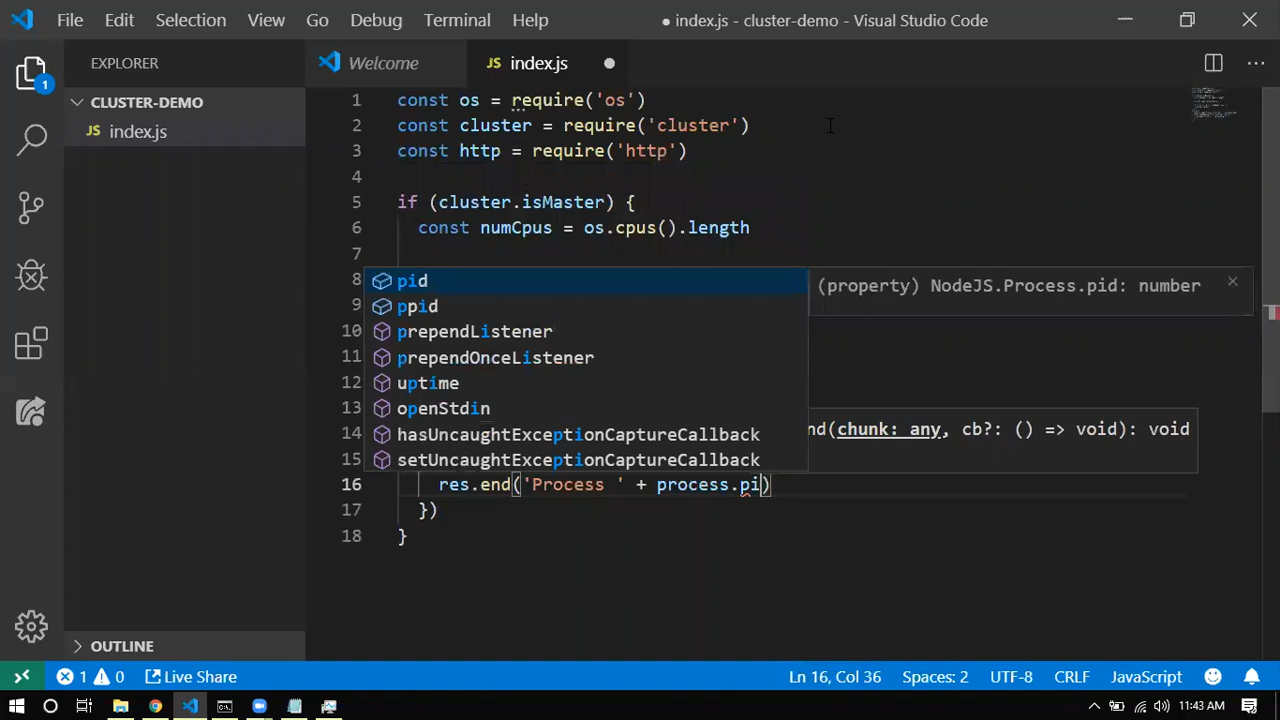 File Edit Selection View Go Debug Terminal Help ● index.js - cluster-demo - Visual Studio Code
EXPLORER
Welcome
JS index.js
1
CLUSTER-DEMO
JS index.js
1 const os = require('os')
2 const cluster = require('cluster')
3 const http = require('http')
4
5 if (cluster.isMaster) {
6 const numCpus = os.cpus().length
7
8 pid
(property) NodeJS.Process.pid: number
9 ppid
10 prependListener
11 prependOnceListener
12 uptime
13 openStdin
nd(chunk: any, cb?: () => void): void
14 hasUncaughtExceptionCaptureCallback
15 setUncaughtExceptionCaptureCallback
16 res.end('Process ' + process.pi)
17 })
18 }
OUTLINE
1 0 Live Share Ln 16, Col 36 Spaces: 2 UTF-8 CRLF JavaScript
11:43 AM